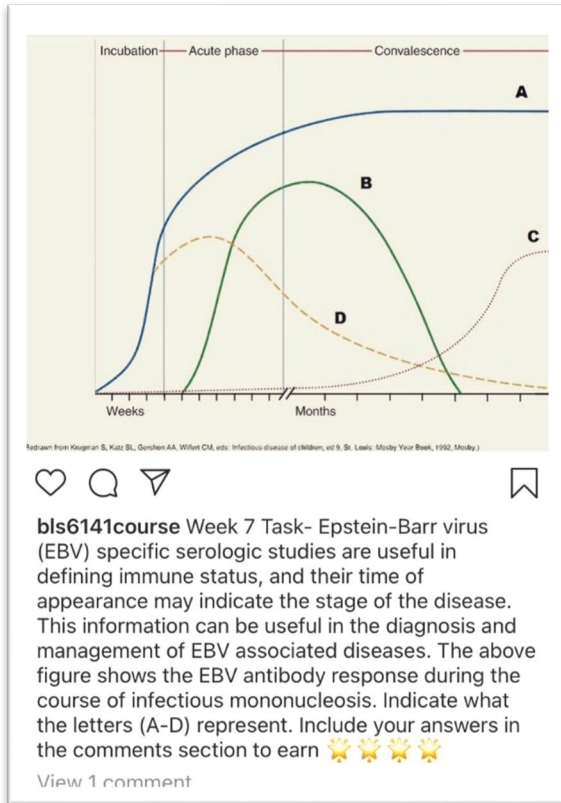 Incubation Acute phase Convalescence
A
B
C
D
Weeks Months
Redrawn from Krugman S, Katz SL, Gershon AA, Wilfert CM, eds: Infectious disease of children, ed 9, St. Louis: Mosby Year Book, 1992, Mosby.)
bls6141course Week 7 Task- Epstein-Barr virus
(EBV) specific serologic studies are useful in
defining immune status, and their time of
appearance may indicate the stage of the disease.
This information can be useful in the diagnosis and
management of EBV associated diseases. The above
figure shows the EBV antibody response during the
course of infectious mononucleosis. Indicate what
the letters (A-D) represent. Include your answers in
the comments section to earn 🌟 🌟 🌟 🌟
View 1 comment